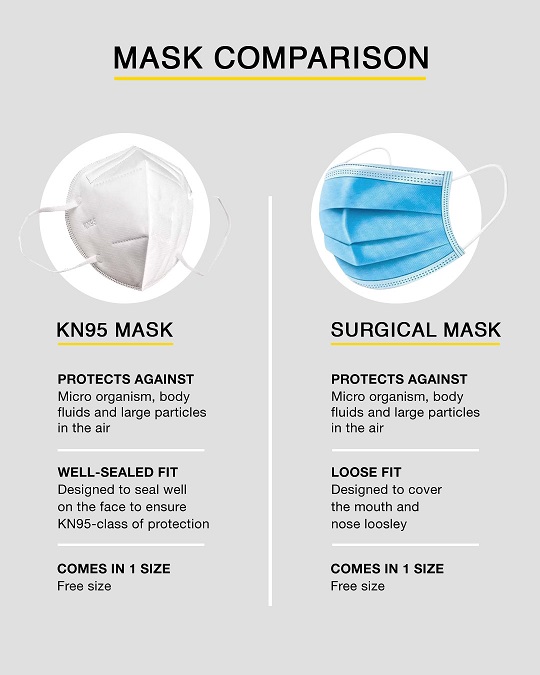 MASK COMPARISON
KN95 MASK
PROTECTS AGAINST
Micro organism, body
fluids and large particles
in the air
WELL-SEALED FIT
Designed to seal well
on the face to ensure
KN95-class of protection
COMES IN 1 SIZE
Free size
SURGICAL MASK
PROTECTS AGAINST
Micro organism, body
fluids and large particles
in the air
LOOSE FIT
Designed to cover
the mouth and
nose loosley
COMES IN 1 SIZE
Free size